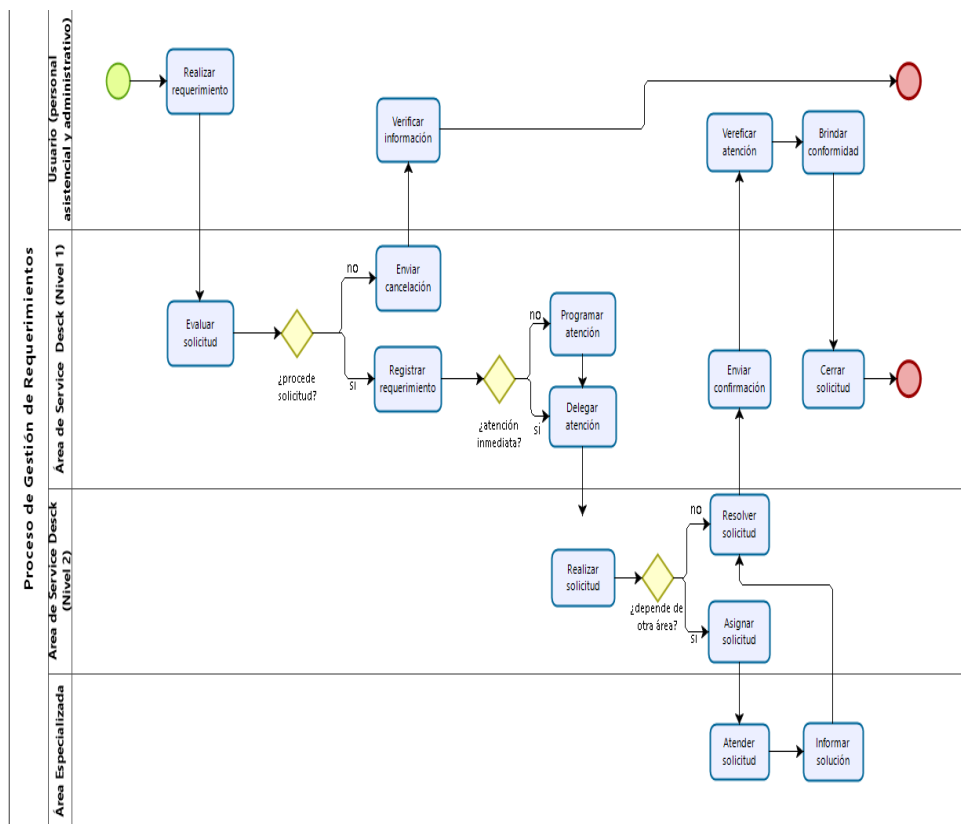 Proceso de Gestión de Requerimientos
Usuario (personal
asistencial y administrativo)
Realizar
requerimiento
Verificar
información
Vereficar
atención
Brindar
conformidad
Área de Service Desck (Nivel 1)
Evaluar
solicitud
¿procede
solicitud?
no
Enviar
cancelación
si
Registrar
requerimiento
¿atención
inmediata?
no
Programar
atención
si
Delegar
atención
Enviar
confirmación
Cerrar
solicitud
Área de Service Desck
(Nivel 2)
Realizar
solicitud
¿depende de
otra área?
no
Resolver
solicitud
si
Asignar
solicitud
Área Especializada
Atender
solicitud
Informar
solución